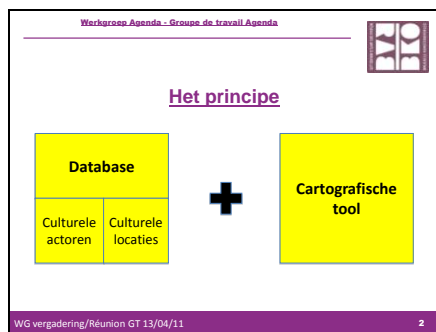 Werkgroep Agenda - Groupe de travail Agenda
Het principe
Database
Culturele
actoren
Culturele
locaties
Cartografische
tool
WG vergadering/Réunion GT 13/04/11
2